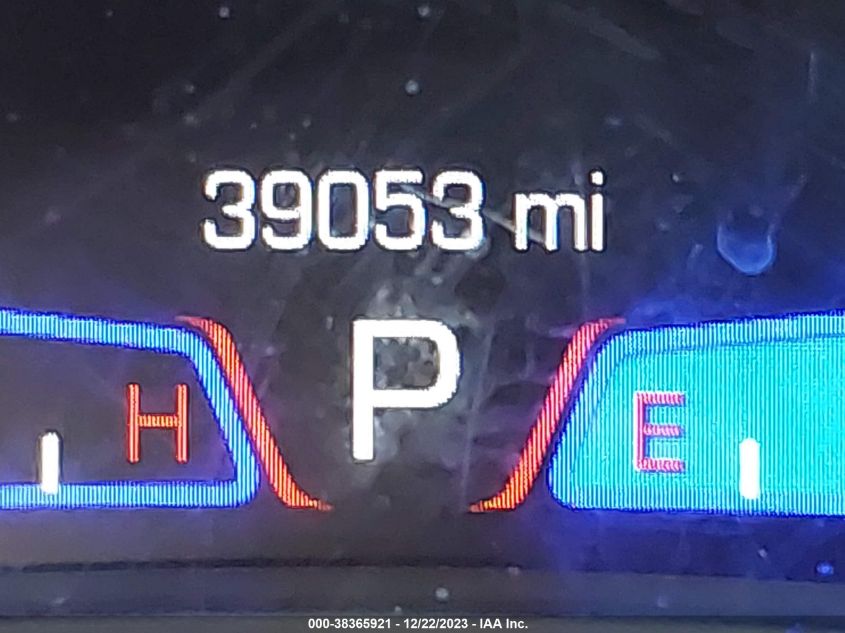 39053 mi
P
H E
000-38365921 - 12/22/2023 - IAA Inc.